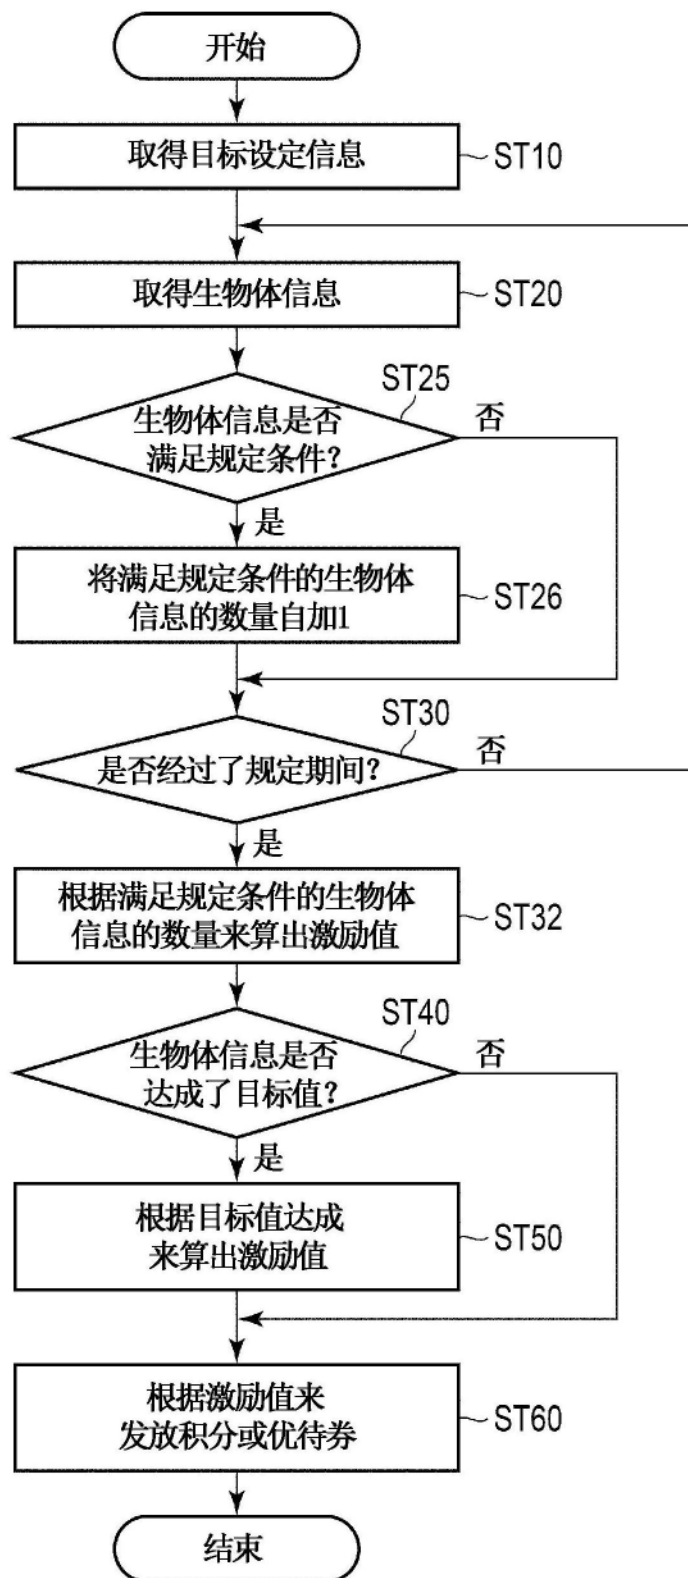 开始
取得目标设定信息
ST10
取得生物体信息
ST20
ST25
生物体信息是否
满足规定条件?
否
是
将满足规定条件的生物体
信息的数量自加1
ST26
ST30
是否经过了规定期间?
否
是
根据满足规定条件的生物体
信息的数量来算出激励值
ST32
ST40
生物体信息是否
达成了目标值?
否
是
根据目标值达成
来算出激励值
ST50
根据激励值来
发放积分或优待券
ST60
结束